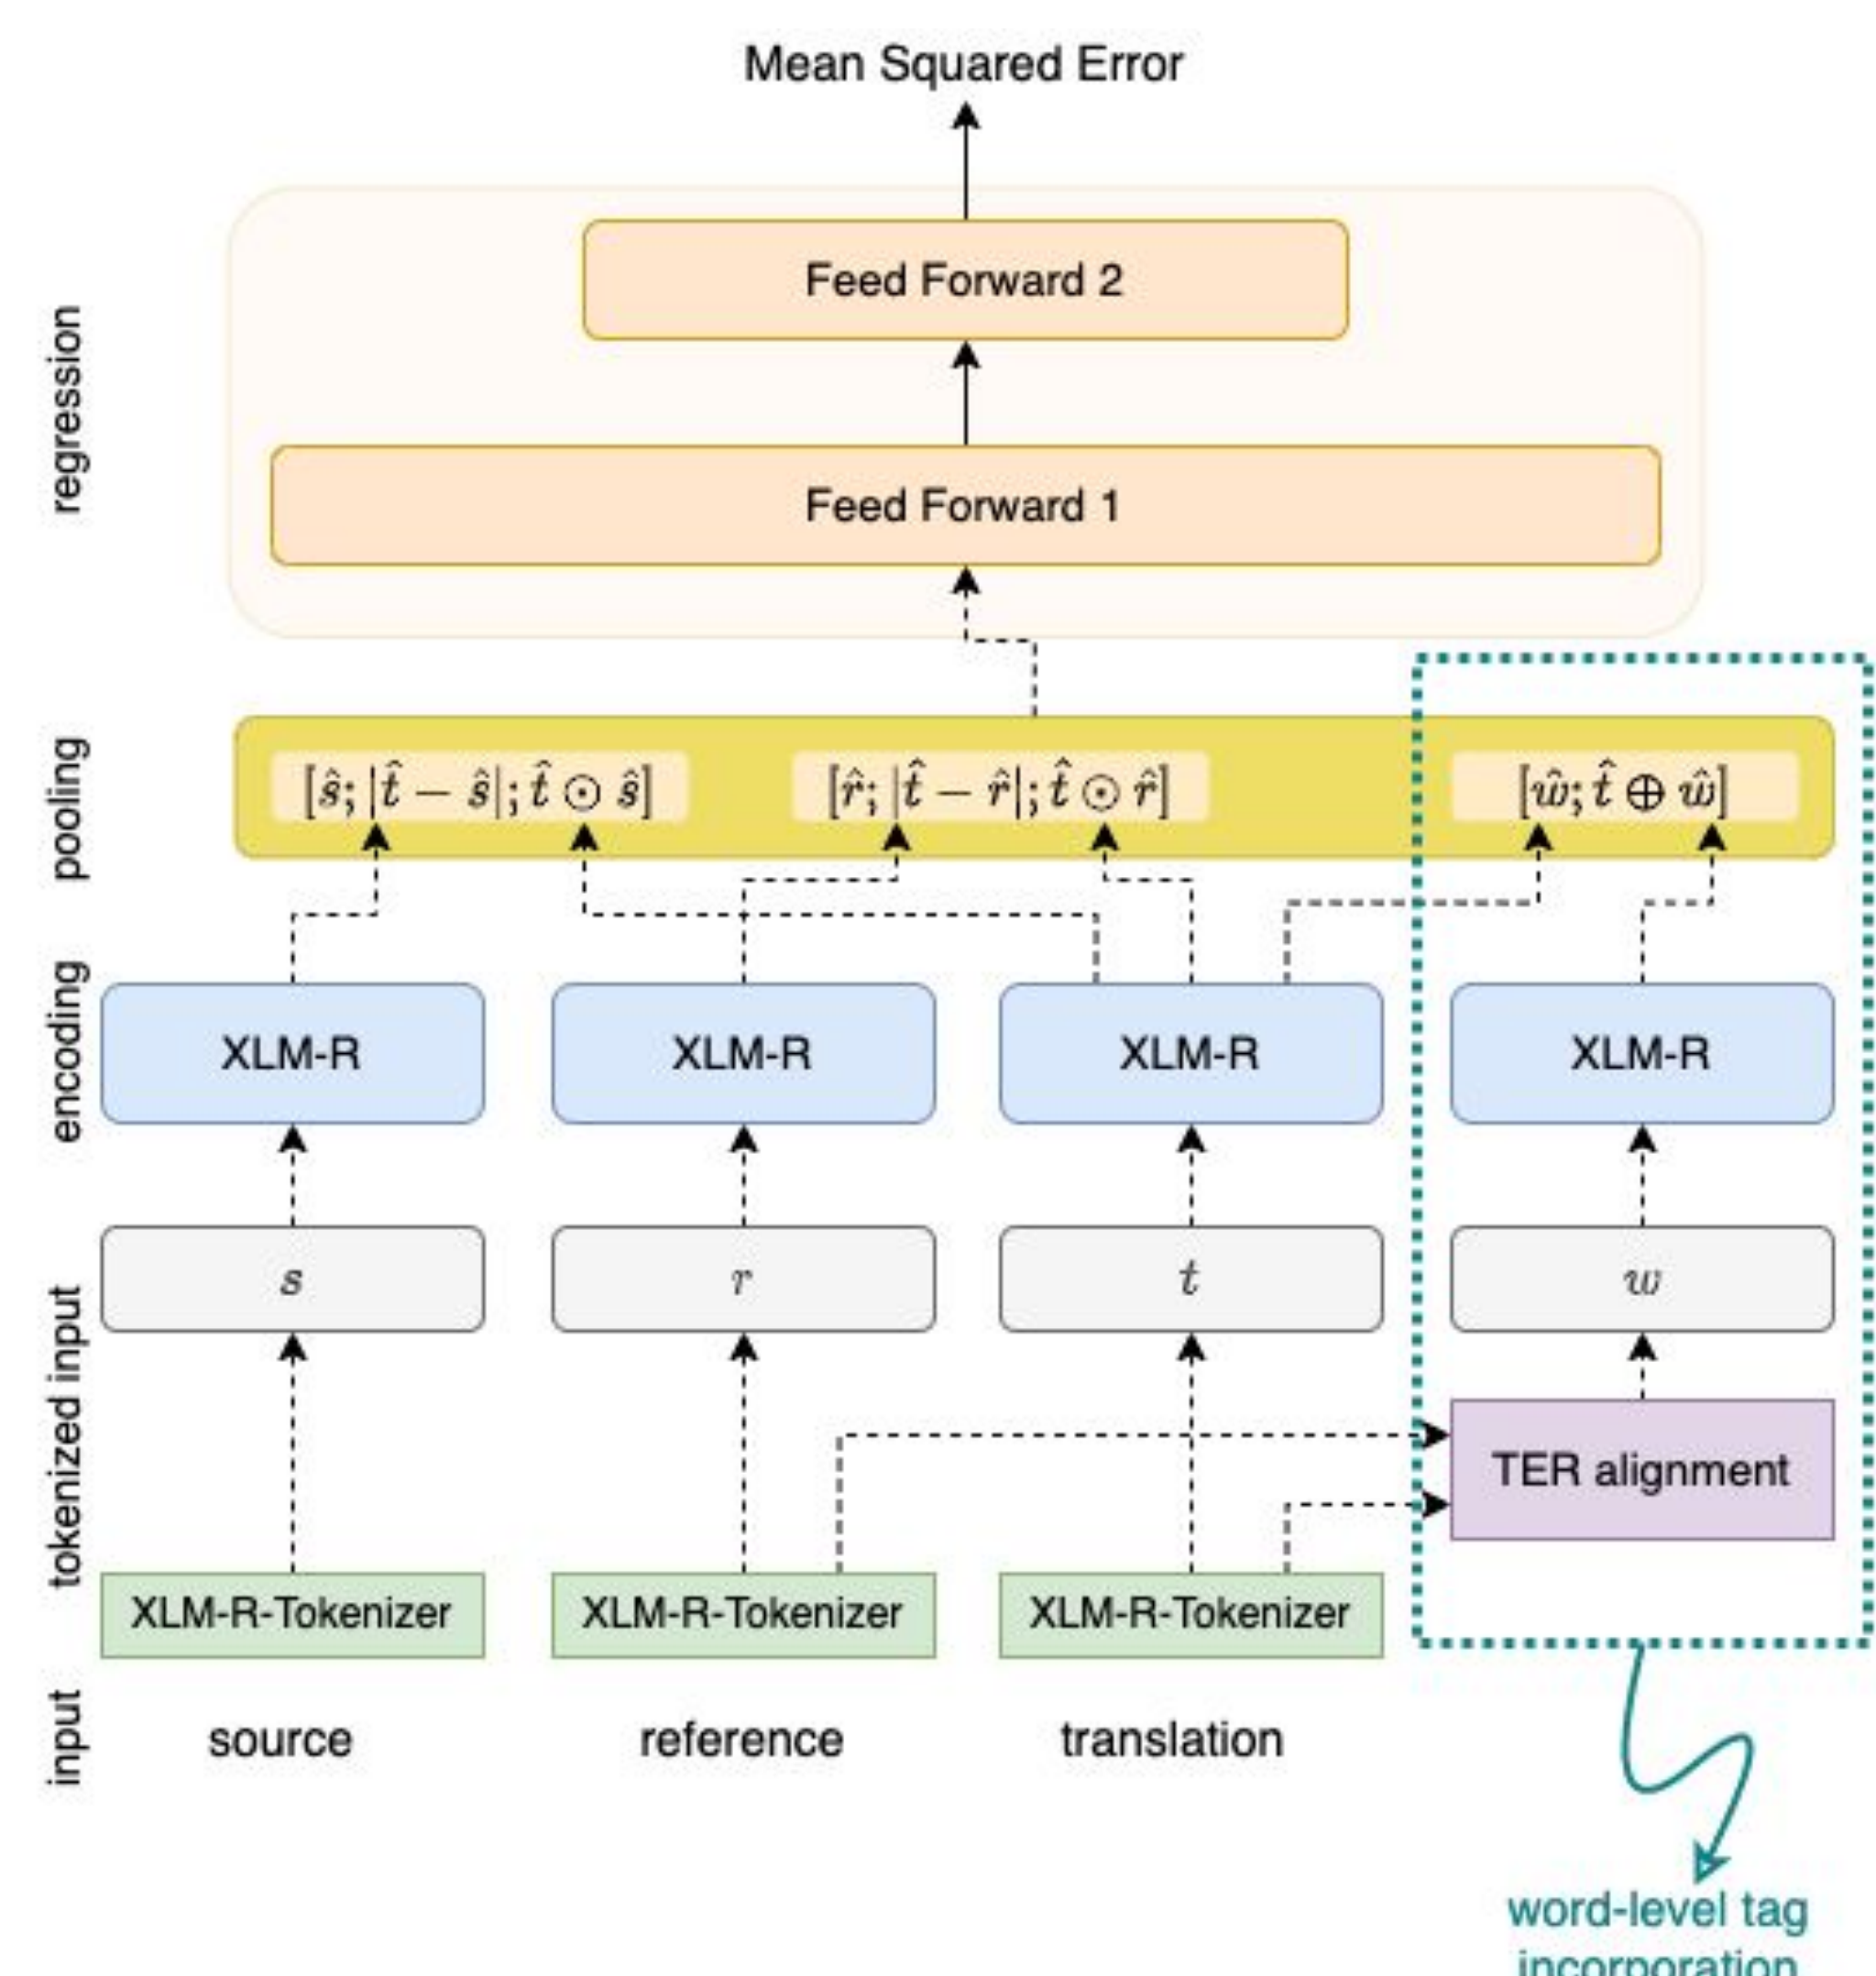 Mean Squared Error
regression
Feed Forward 2
Feed Forward 1
pooling
[ŝ; |t̂ − ŝ|; t̂ ⊙ ŝ]
[r̂; |t̂ − r̂|; t̂ ⊙ r̂]
[ŵ; t̂ ⊕ ŵ]
encoding
XLM-R
XLM-R
XLM-R
XLM-R
tokenized input
s
r
t
w
TER alignment
XLM-R-Tokenizer
XLM-R-Tokenizer
XLM-R-Tokenizer
input
source
reference
translation
word-level tag
incorporation